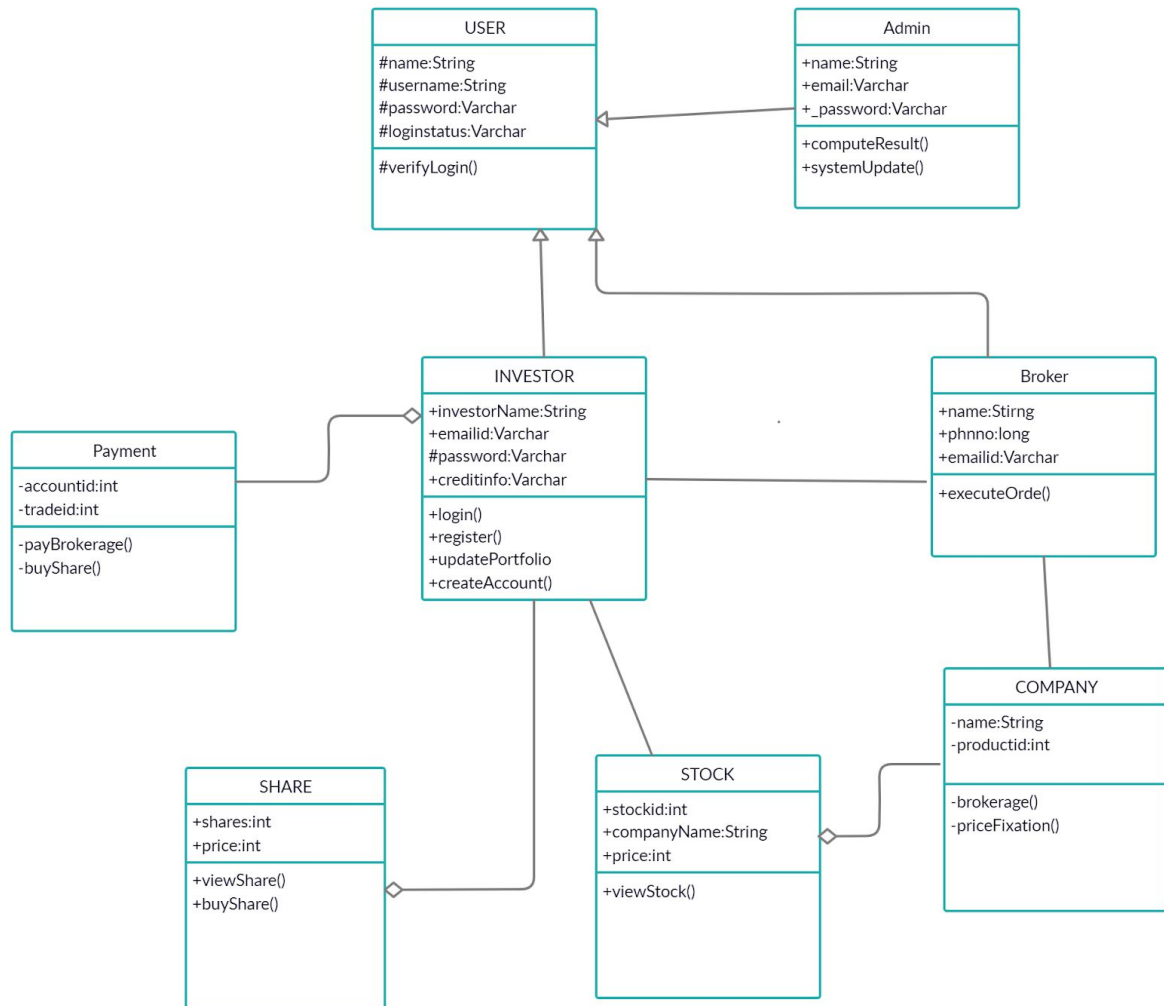 USER
#name:String
#username:String
#password:Varchar
#loginstatus:Varchar
#verifyLogin()
Admin
+name:String
+email:Varchar
+_password:Varchar
+computeResult()
+systemUpdate()
INVESTOR
+investorName:String
+emailid:Varchar
#password:Varchar
+creditinfo:Varchar
+login()
+register()
+updatePortfolio
+createAccount()
Broker
+name:Stirng
+phnno:long
+emailid:Varchar
+executeOrde()
Payment
-accountid:int
-tradeid:int
-payBrokerage()
-buyShare()
COMPANY
-name:String
-productid:int
-brokerage()
-priceFixation()
SHARE
+shares:int
+price:int
+viewShare()
+buyShare()
STOCK
+stockid:int
+companyName:String
+price:int
+viewStock()